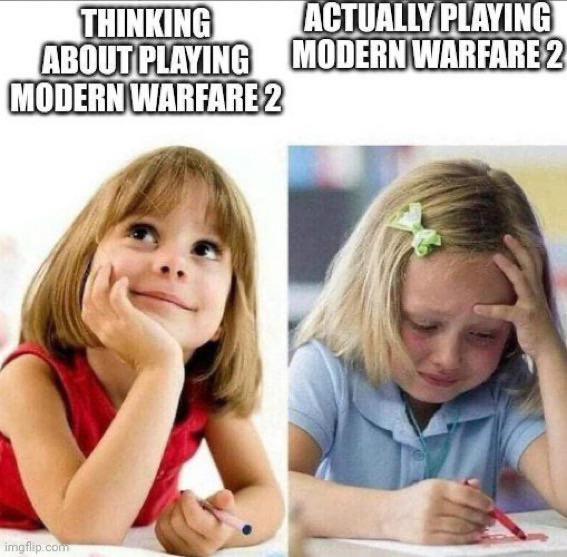 THINKING
ABOUT PLAYING
MODERN WARFARE 2
ACTUALLY PLAYING
MODERN WARFARE 2
imgflip.com